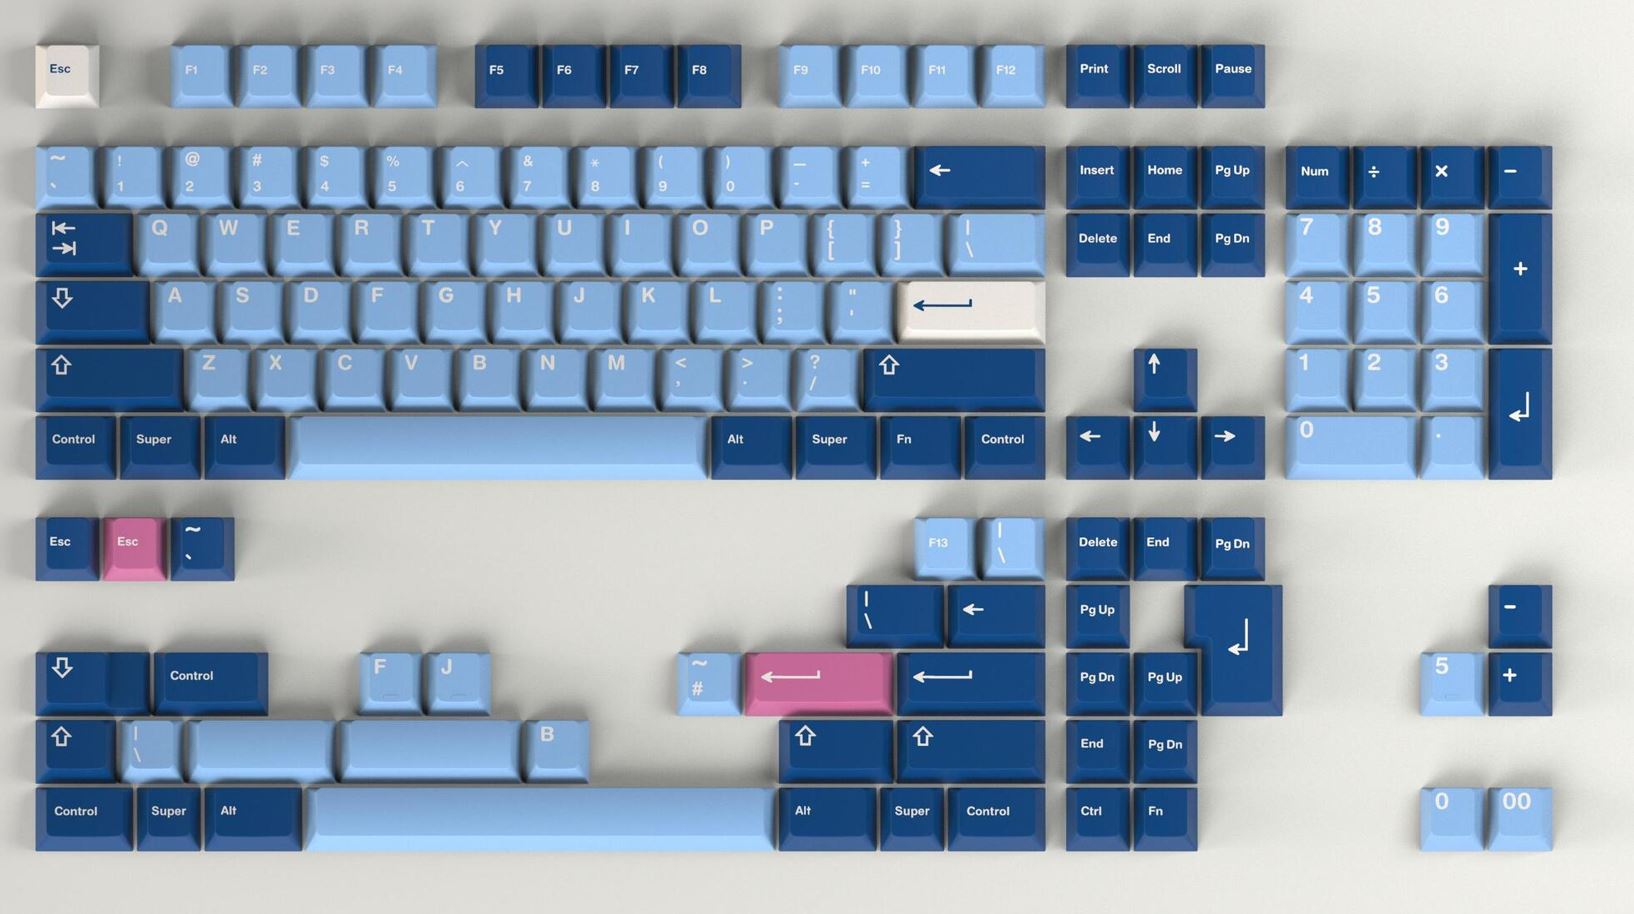 Esc F1 F2 F3 F4 F5 F6 F7 F8 F9 F10 F11 F12 Print Scroll Pause
~ ! @ # $ % ^ & * ( ) _ + ← Insert Home Pg Up Num ÷ × −
` 1 2 3 4 5 6 7 8 9 0 - =
⇤ Q W E R T Y U I O P { } | Delete End Pg Dn 7 8 9 +
⇥ [ ] \
⇩ A S D F G H J K L : " ← 4 5 6
; '
⇧ Z X C V B N M < > ? ⇧ ↑ 1 2 3 ↵
, . /
Control Super Alt Alt Super Fn Control ← ↓ → 0 .
Esc Esc ~ F13 | Delete End Pg Dn
` \
| ← Pg Up ↵ −
\
⇩ Control F J ~ ← ← Pg Dn Pg Up 5 +
#
⇧ | B ⇧ ⇧ End Pg Dn
\
Control Super Alt Alt Super Control Ctrl Fn 0 00